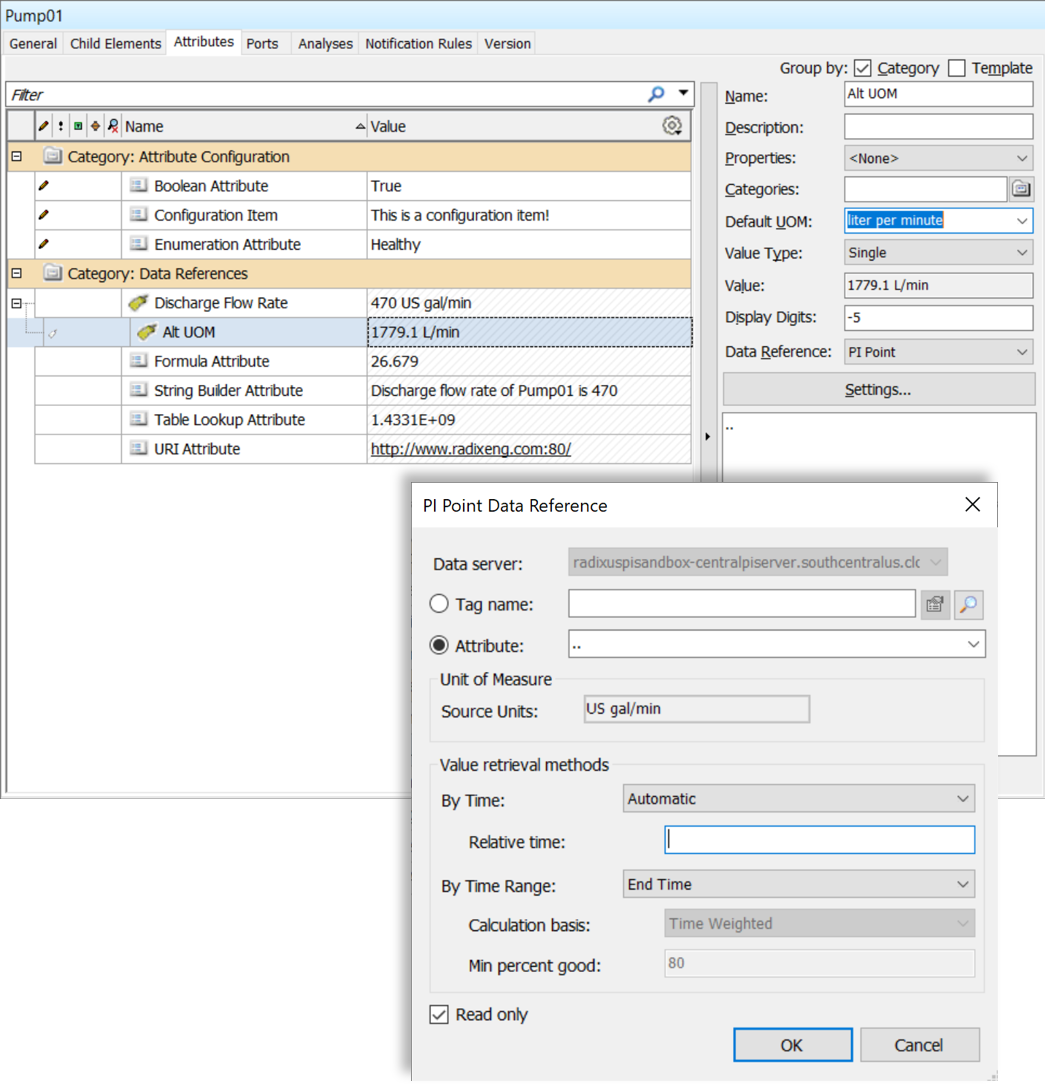 Pump01
General Child Elements Attributes Ports Analyses Notification Rules Version
Group by: Category Template
Filter
Name Value
Category: Attribute Configuration
Boolean Attribute True
Configuration Item This is a configuration item!
Enumeration Attribute Healthy
Category: Data References
Discharge Flow Rate 470 US gal/min
Alt UOM 1779.1 L/min
Formula Attribute 26.679
String Builder Attribute Discharge flow rate of Pump01 is 470
Table Lookup Attribute 1.4331E+09
URI Attribute http://www.radixeng.com:80/
Name: Alt UOM
Description:
Properties: <None>
Categories:
Default UOM: liter per minute
Value Type: Single
Value: 1779.1 L/min
Display Digits: -5
Data Reference: PI Point
Settings...
..
PI Point Data Reference
Data server: radixuspisandbox-centralpiserver.southcentralus.clc
Tag name:
Attribute: ..
Unit of Measure
Source Units: US gal/min
Value retrieval methods
By Time: Automatic
Relative time:
By Time Range: End Time
Calculation basis: Time Weighted
Min percent good: 80
Read only
OK Cancel